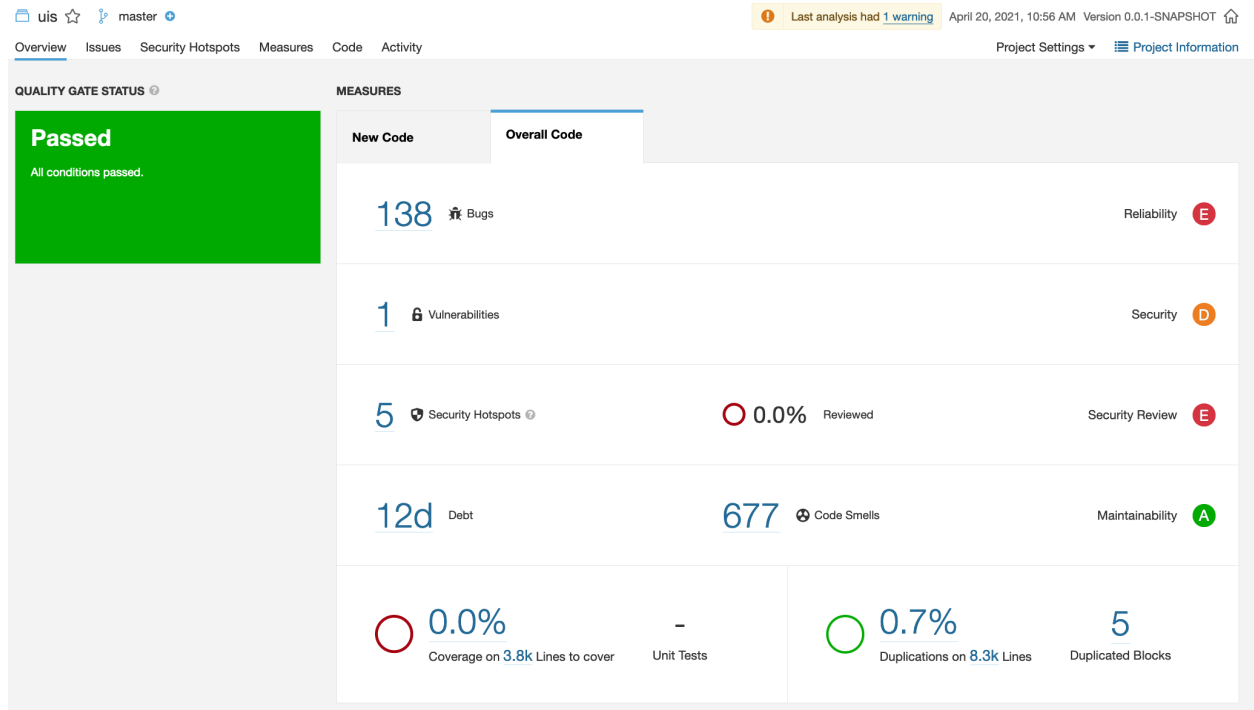 uis master Last analysis had 1 warning April 20, 2021, 10:56 AM Version 0.0.1-SNAPSHOT
Overview Issues Security Hotspots Measures Code Activity Project Settings Project Information
QUALITY GATE STATUS ? MEASURES
Passed
All conditions passed.
New Code Overall Code
138 Bugs Reliability E
1 Vulnerabilities Security D
5 Security Hotspots ? 0.0% Reviewed Security Review E
12d Debt 677 Code Smells Maintainability A
0.0% - 0.7% 5
Coverage on 3.8k Lines to cover Unit Tests Duplications on 8.3k Lines Duplicated Blocks